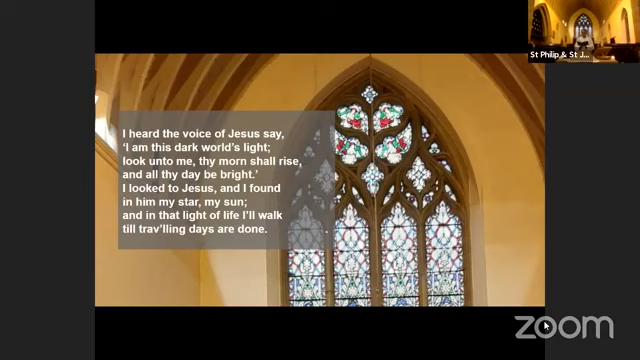 St Philip & St J...
I heard the voice of Jesus say,
‘I am this dark world’s light;
look unto me, thy morn shall rise,
and all thy day be bright.’
I looked to Jesus, and I found
in him my star, my sun;
and in that light of life I’ll walk
till trav’lling days are done.
zoom